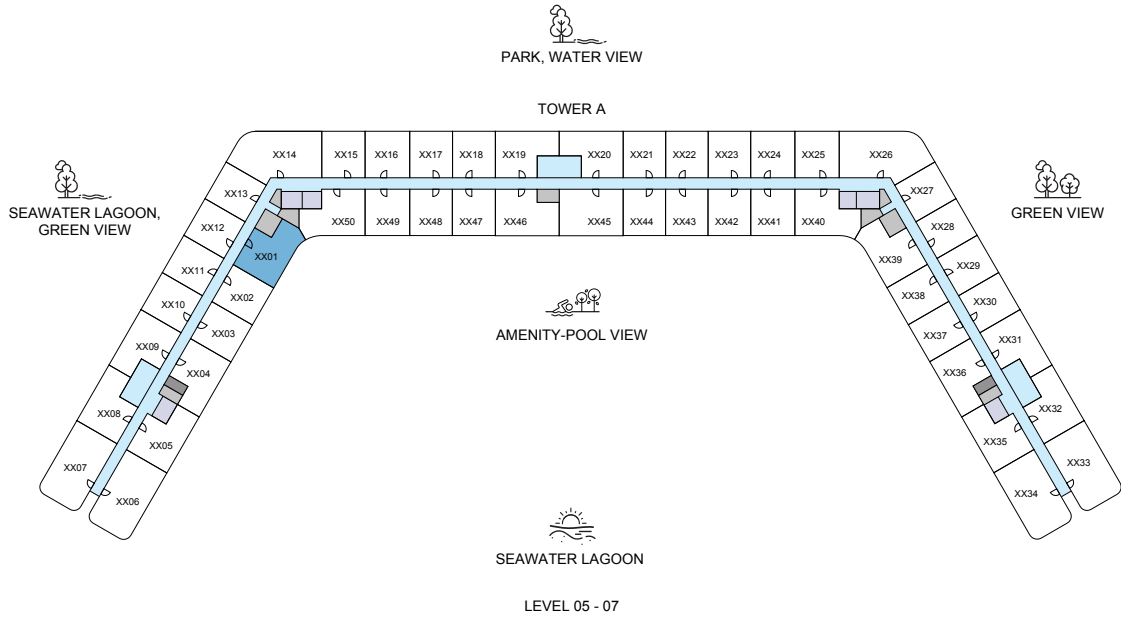 PARK, WATER VIEW
TOWER A
SEAWATER LAGOON,
GREEN VIEW
GREEN VIEW
XX14
XX15
XX16
XX17
XX18
XX19
XX20
XX21
XX22
XX23
XX24
XX25
XX26
XX13
XX27
XX12
XX50
XX49
XX48
XX47
XX46
XX45
XX44
XX43
XX42
XX41
XX40
XX28
XX01
XX39
XX11
XX29
XX02
XX38
XX10
XX30
XX03
XX37
XX09
XX31
XX04
XX36
XX08
XX32
XX05
XX35
XX07
XX33
XX06
XX34
AMENITY-POOL VIEW
SEAWATER LAGOON
LEVEL 05 - 07